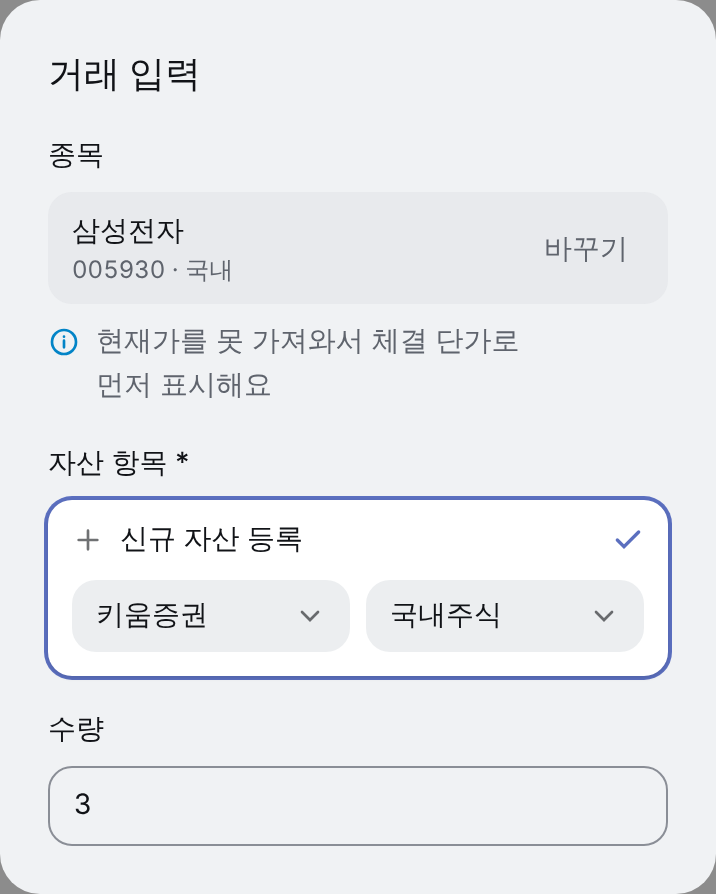 거래 입력
종목
삼성전자
바꾸기
005930 · 국내
현재가를 못 가져와서 체결 단가로
먼저 표시해요
자산 항목 *
신규 자산 등록
키움증권 국내주식
수량
3